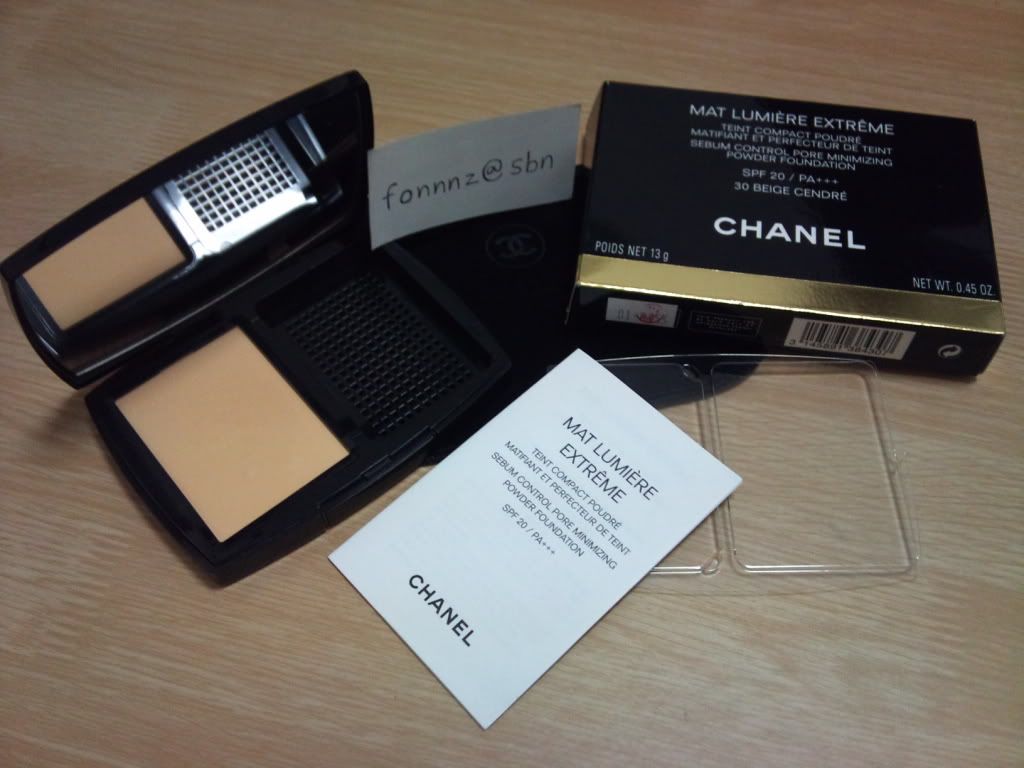 fonnnz@sbn
MAT LUMIÈRE EXTRÊME
TEINT COMPACT POUDRÉ
MATIFIANT ET PERFECTEUR DE TEINT
SEBUM CONTROL PORE MINIMIZING
POWDER FOUNDATION
SPF 20 / PA+++
30 BEIGE CENDRÉ
CHANEL
POIDS NET 13 g
NET WT. 0.45 OZ.
MAT LUMIÈRE
EXTRÊME
TEINT COMPACT POUDRÉ
MATIFIANT ET PERFECTEUR DE TEINT
SEBUM CONTROL PORE MINIMIZING
POWDER FOUNDATION
SPF 20 / PA+++
CHANEL